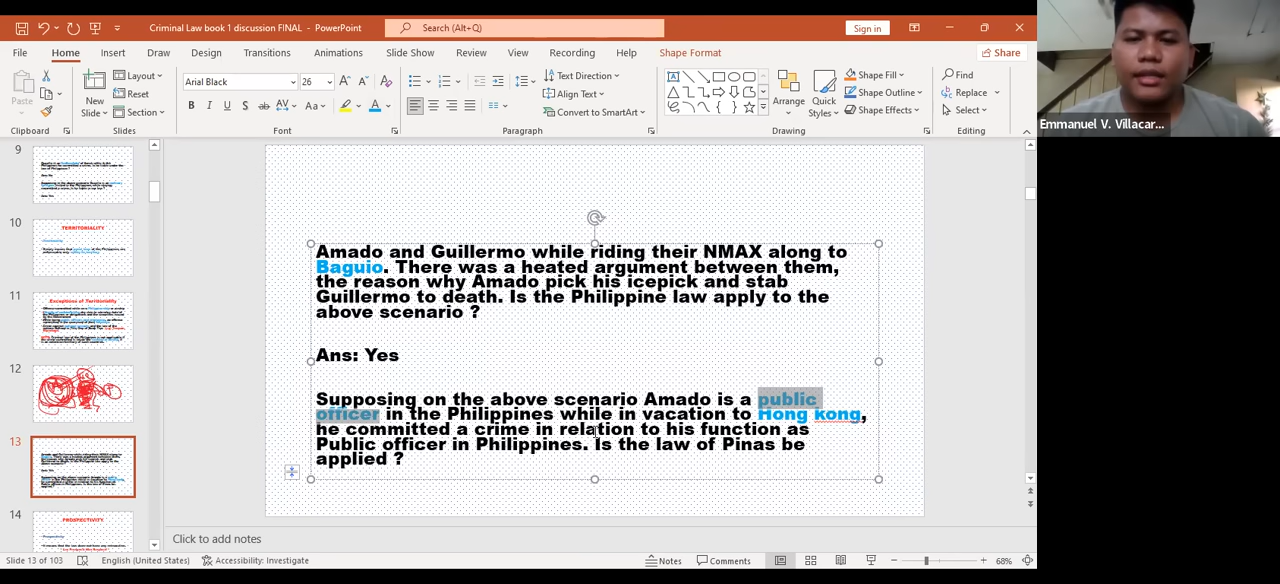 Criminal Law book 1 discussion FINAL - PowerPoint
Search (Alt+Q)
Sign in
File Home Insert Draw Design Transitions Animations Slide Show Review View Recording Help Shape Format
Share
Paste
Clipboard
New Slide
Layout
Reset
Section
Slides
Arial Black 26
B I U S ab AV Aa A
Font
Text Direction
Align Text
Convert to SmartArt
Paragraph
Arrange
Quick Styles
Shape Fill
Shape Outline
Shape Effects
Drawing
Find
Replace
Select
Editing
Emmanuel V. Villacar...
9
10
TERRITORIALITY
11
Exceptions of Territoriality
12
13
14
PROSPECTIVITY
Amado and Guillermo while riding their NMAX along to
Baguio. There was a heated argument between them,
the reason why Amado pick his icepick and stab
Guillermo to death. Is the Philippine law apply to the
above scenario ?
Ans: Yes
Supposing on the above scenario Amado is a public
officer in the Philippines while in vacation to Hong kong,
he committed a crime in relation to his function as
Public officer in Philippines. Is the law of Pinas be
applied ?
Click to add notes
Slide 13 of 103 English (United States) Accessibility: Investigate Notes Comments 68%